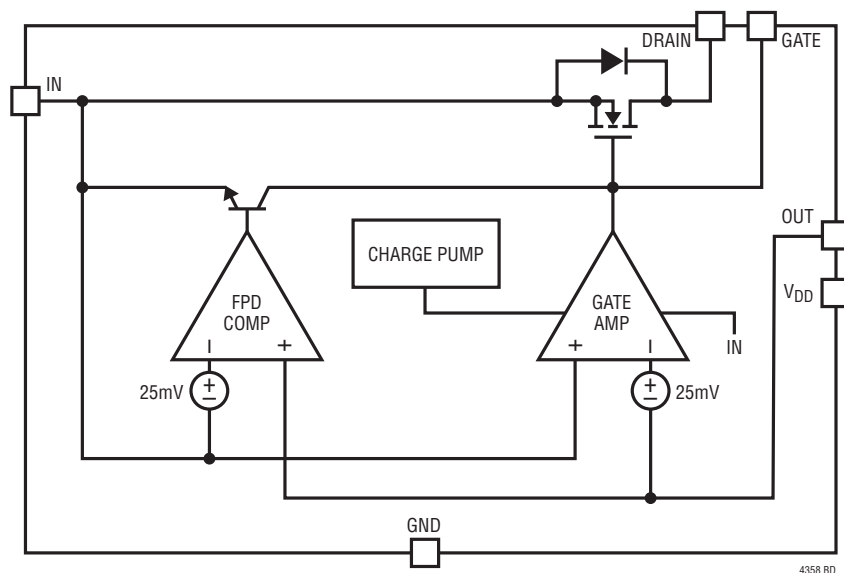 DRAIN
GATE
IN
OUT
CHARGE PUMP
VDD
FPD
COMP
GATE
AMP
IN
− +
+ −
25mV
+
−
+
−
25mV
GND
4358 BD